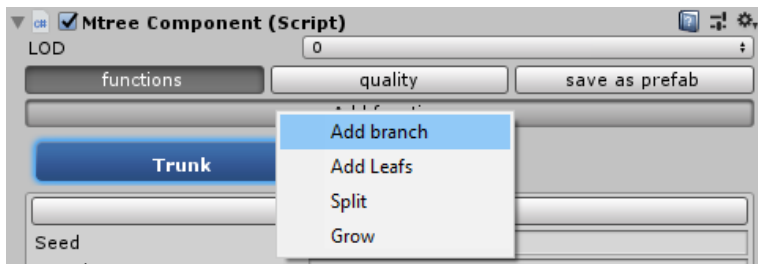 Mtree Component (Script)
LOD 0
functions quality save as prefab
Add branch
Trunk
Add Leafs
Split
Seed
Grow